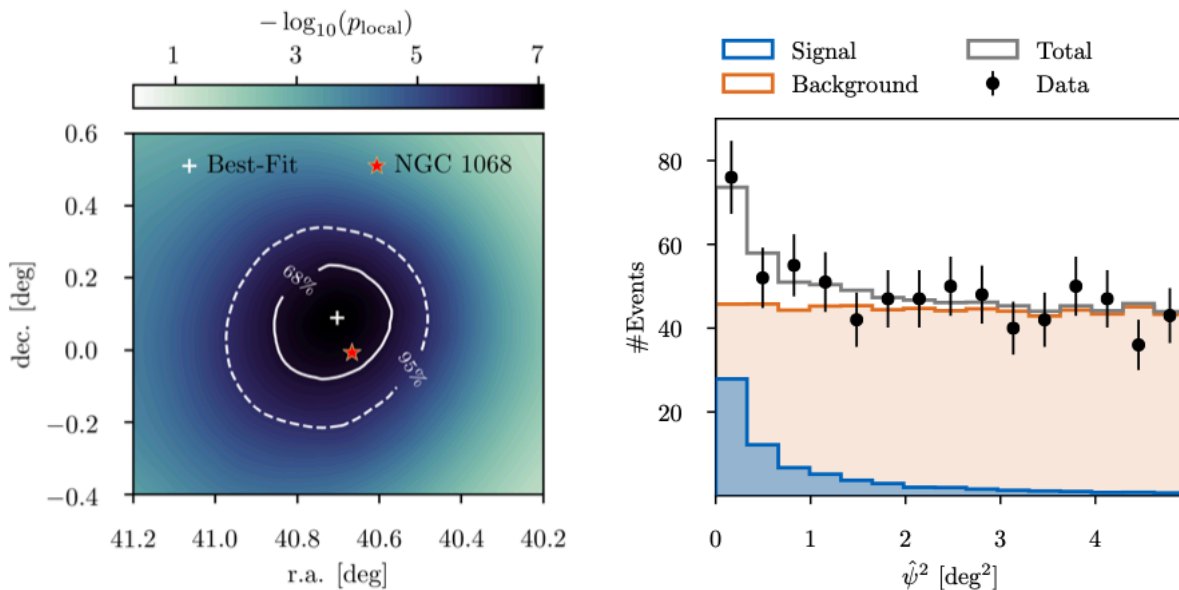 − log₁₀(p_local)
1 3 5 7
Best-Fit NGC 1068
0.6
0.4
0.2
0.0
−0.2
−0.4
dec. [deg]
68%
95%
41.2 41.0 40.8 40.6 40.4 40.2
r.a. [deg]
Signal Total
Background Data
80
60
40
20
#Events
0 1 2 3 4
ψ̂² [deg²]